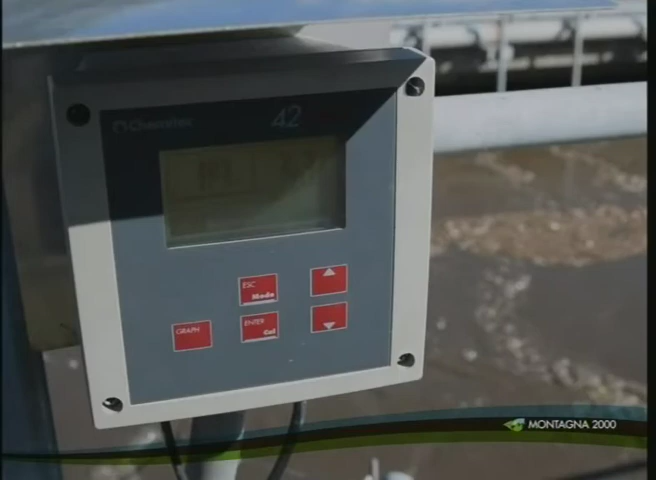 Chemitec 42
ESC
Mode
GRAPH
ENTER
Cal
MONTAGNA 2000